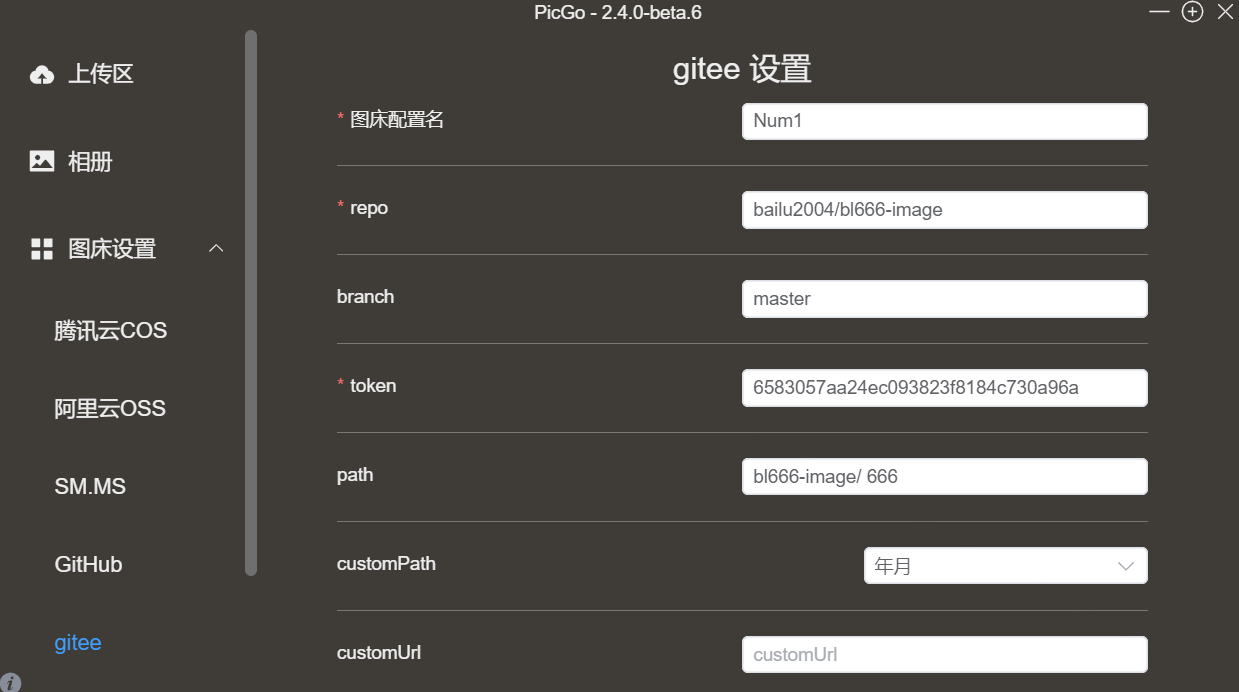 PicGo - 2.4.0-beta.6
上传区
相册
图床设置
腾讯云COS
阿里云OSS
SM.MS
GitHub
gitee
gitee 设置
* 图床配置名
Num1
* repo
bailu2004/bl666-image
branch
master
* token
6583057aa24ec093823f8184c730a96a
path
bl666-image/ 666
customPath
年月
customUrl
customUrl